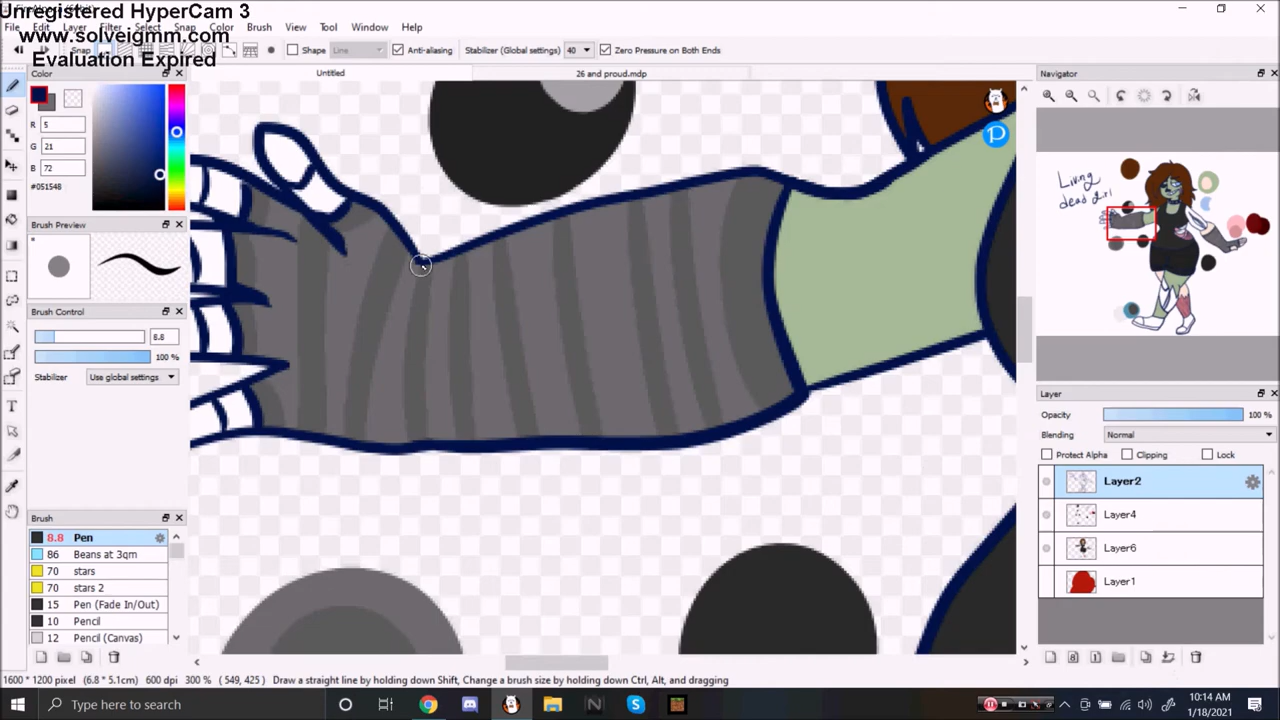 Unregistered HyperCam 3
www.solveigmm.com
Evaluation Expired
Edit Layer Filter Select Snap Color Brush View Tool Window Help
Snap Shape Line Anti-aliasing Stabilizer (Global settings) 40 Zero Pressure on Both Ends
Color
Untitled
26 and proud.mdp
Navigator
R 5
G 21
B 72
#051548
Brush Preview
Living
dead girl
Brush Control
8.8
100 %
Stabilizer Use global settings
Layer
Opacity 100 %
Blending Normal
Protect Alpha Clipping Lock
Layer2
Layer4
Layer6
Layer1
Brush
8.8 Pen
86 Beans at 3qm
70 stars
70 stars 2
15 Pen (Fade In/Out)
10 Pencil
12 Pencil (Canvas)
1600 * 1200 pixel (6.8 * 5.1cm) 600 dpi 300 % ( 549, 425 ) Draw a straight line by holding down Shift, Change a brush size by holding down Ctrl, Alt, and dragging
Type here to search
10:14 AM
1/18/2021